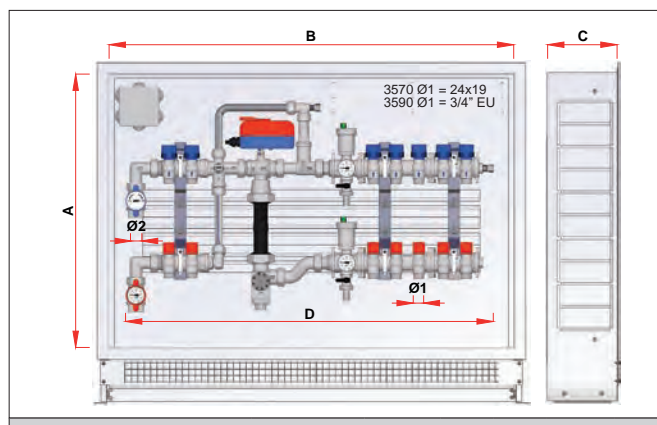 B
C
3570 Ø1 = 24x19
3590 Ø1 = 3/4” EU
A
Ø2
Ø1
D